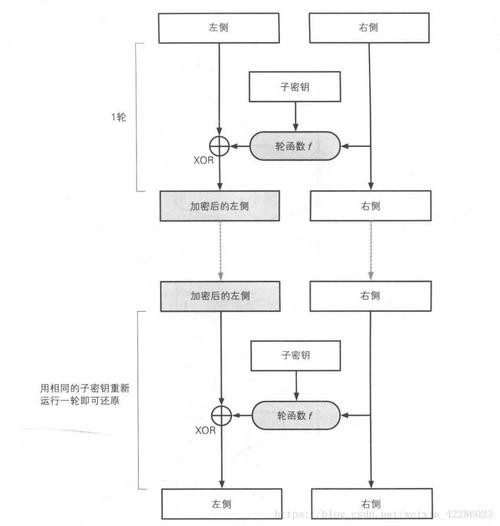 左侧
右侧
子密钥
1轮
轮函数 f
XOR
加密后的左侧
右侧
加密后的左侧
右侧
子密钥
用相同的子密钥重新
运行一轮即可还原
轮函数 f
XOR
左侧
右侧
https://blog.csdn.net/weixin_42286023